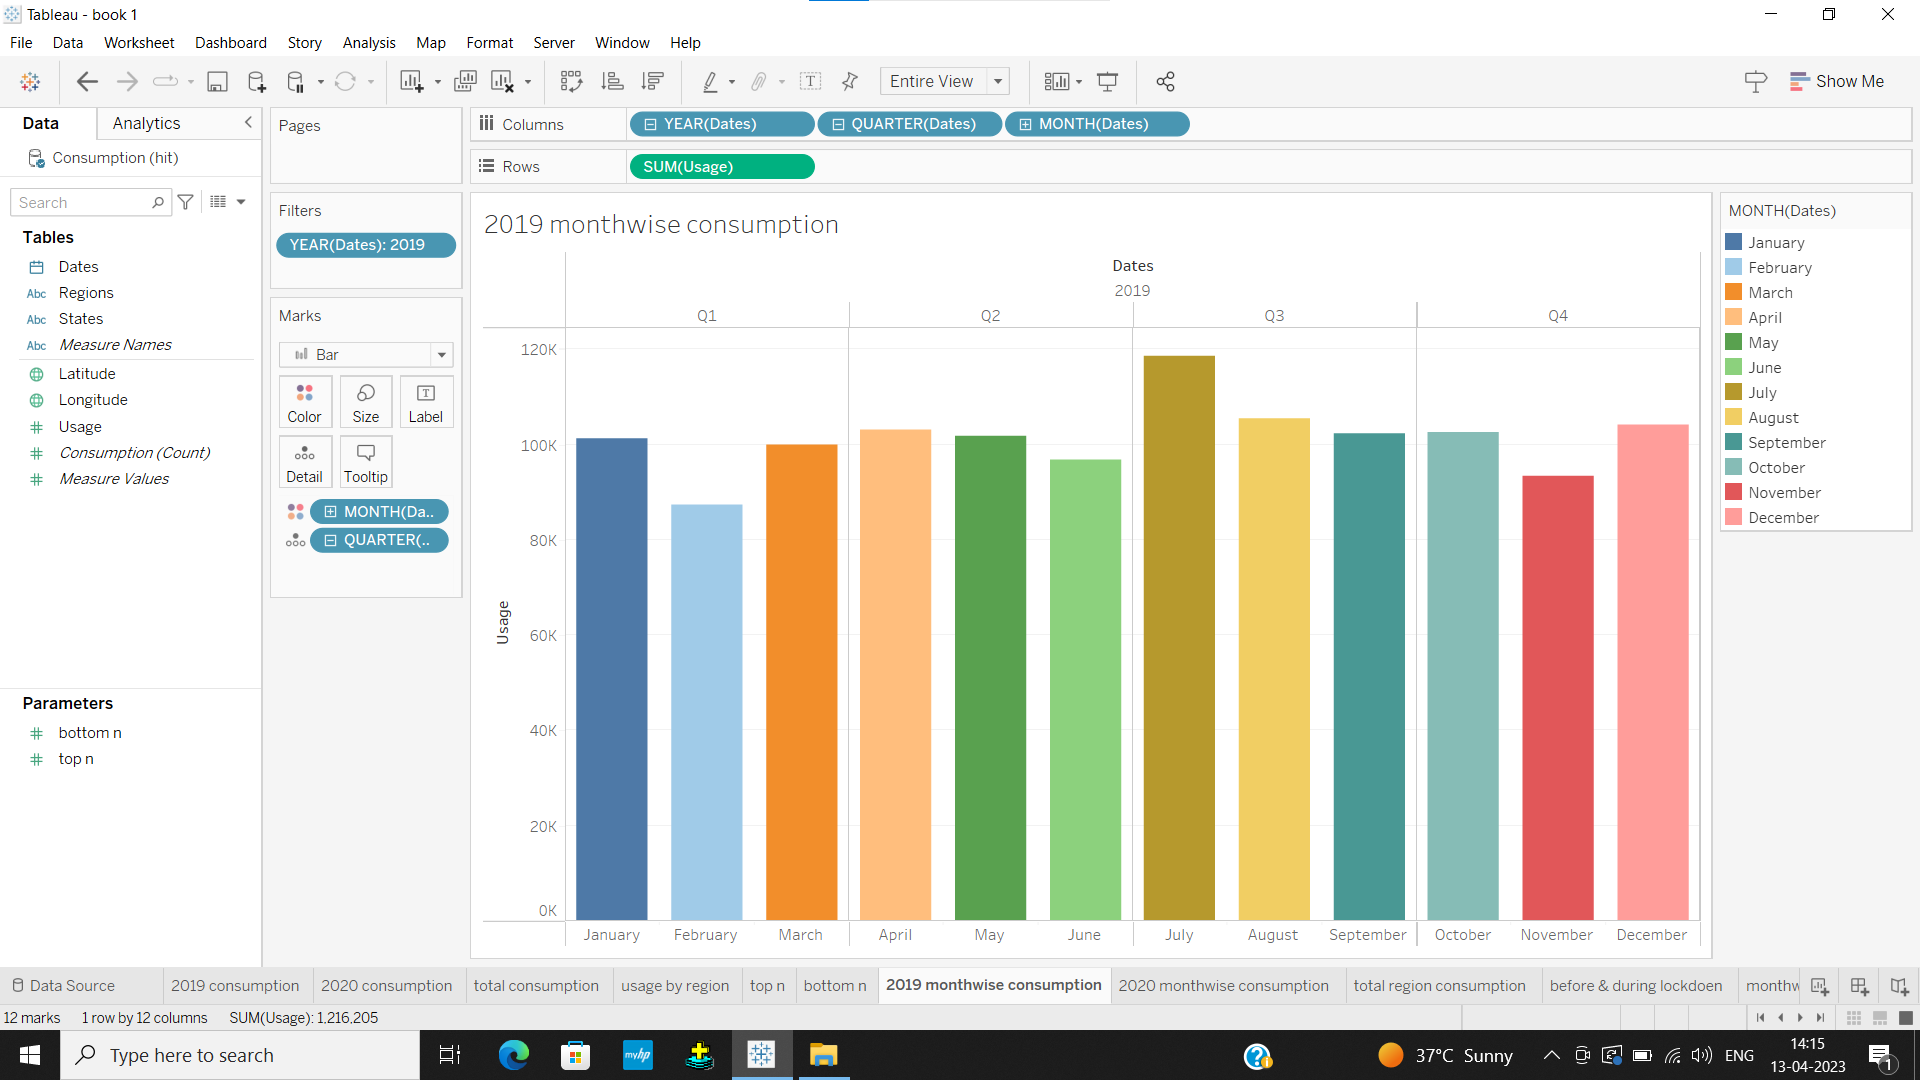 Tableau - book 1
File Data Worksheet Dashboard Story Analysis Map Format Server Window Help
Entire View
Show Me
Data Analytics
Consumption (hit)
Search
Tables
Dates
Abc Regions
Abc States
Abc Measure Names
Latitude
Longitude
Usage
Consumption (Count)
Measure Values
Parameters
bottom n
top n
Pages
Filters
YEAR(Dates): 2019
Marks
Bar
Color Size Label
Detail Tooltip
MONTH(Da..
QUARTER(..
Columns YEAR(Dates) QUARTER(Dates) MONTH(Dates)
Rows SUM(Usage)
2019 monthwise consumption
Dates
2019
Q1 Q2 Q3 Q4
120K
100K
80K
60K
40K
20K
0K
Usage
January February March April May June July August September October November December
MONTH(Dates)
January
February
March
April
May
June
July
August
September
October
November
December
Data Source 2019 consumption 2020 consumption total consumption usage by region top n bottom n 2019 monthwise consumption 2020 monthwise consumption total region consumption before & during lockdoen monthw
12 marks 1 row by 12 columns SUM(Usage): 1,216,205
Type here to search
myhp
37°C Sunny
ENG
14:15
13-04-2023
1